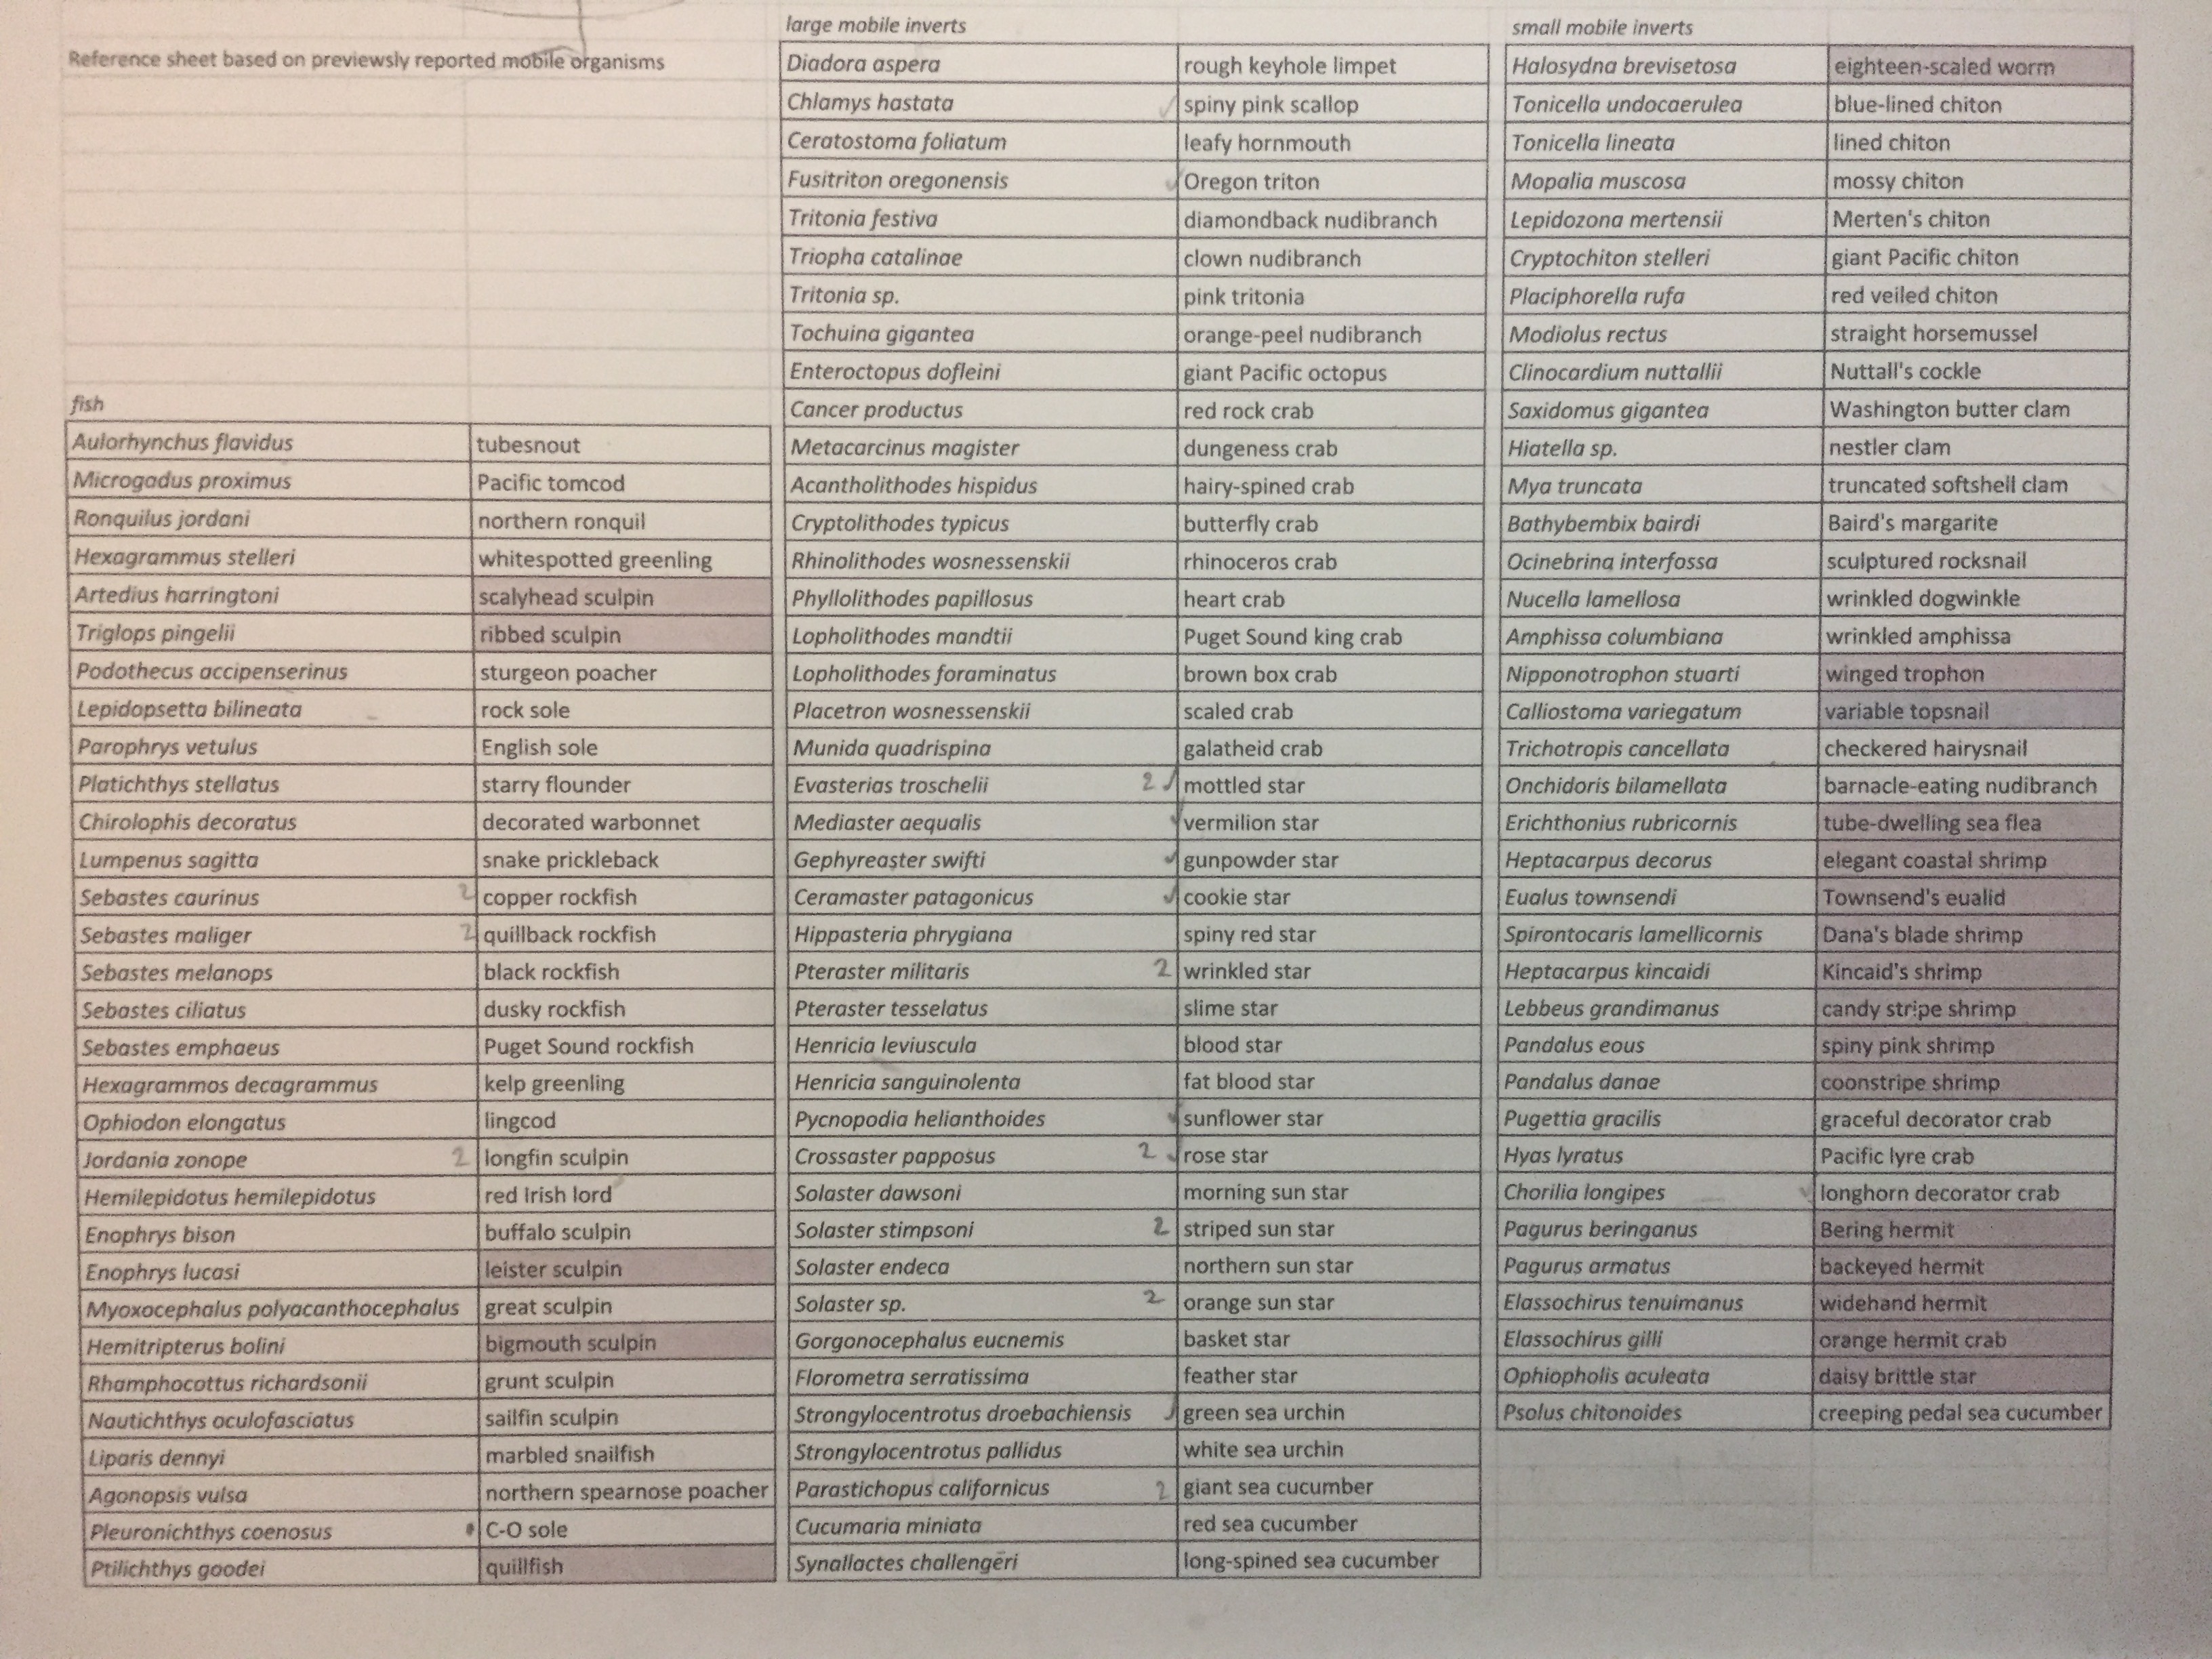 Reference sheet based on previewsly reported mobile organisms
fish
Aulorhynchus flavidus tubesnout
Microgodus proximus Pacific tomcod
Ronquilus jordani northern ronquil
Hexagrammus stelleri whitespotted greenling
Artedius harringtoni scalyhead sculpin
Triglops pingelii ribbed sculpin
Podothecus accipenserinus sturgeon poacher
Lepidopsetta bilineata rock sole
Parophrys vetulus English sole
Platichthys stellatus starry flounder
Chirolophis decoratus decorated warbonnet
Lumpenus sagitta snake prickleback
Sebastes caurinus 2 copper rockfish
Sebastes maliger 2 quillback rockfish
Sebastes melanops black rockfish
Sebastes ciliatus dusky rockfish
Sebastes emphaeus Puget Sound rockfish
Hexagrammos decagrammus kelp greenling
Ophiodon elongatus lingcod
Jordania zonope 2 longfin sculpin
Hemilepidotus hemilepidotus red Irish lord
Enophrys bison buffalo sculpin
Enophrys lucasi leister sculpin
Myoxocephalus polyacanthocephalus great sculpin
Hemitripterus bolini bigmouth sculpin
Rhamphocottus richardsonii grunt sculpin
Nautichthys oculofasciatus sailfin sculpin
Liparis dennyi marbled snailfish
Agonopsis vulsa northern spearnose poacher
Pleuronichthys coenosus C-O sole
Ptilichthys goodei quillfish
large mobile inverts
Diadora aspera rough keyhole limpet
Chlamys hastata ✓ spiny pink scallop
Ceratostoma foliatum leafy hornmouth
Fusitriton oregonensis ✓ Oregon triton
Tritonia festiva diamondback nudibranch
Triopha catalinae clown nudibranch
Tritonia sp. pink tritonia
Tochuina gigantea orange-peel nudibranch
Enteroctopus dofleini giant Pacific octopus
Cancer productus red rock crab
Metacarcinus magister dungeness crab
Acantholithodes hispidus hairy-spined crab
Cryptolithodes typicus butterfly crab
Rhinolithodes wosnessenskii rhinoceros crab
Phyllolithodes papillosus heart crab
Lopholithodes mandtii Puget Sound king crab
Lopholithodes foraminatus brown box crab
Placetron wosnessenskii scaled crab
Munida quadrispina galatheid crab
Evasterias troschelii 2 ✓ mottled star
Mediaster aequalis ✓ vermilion star
Gephyreaster swifti ✓ gunpowder star
Ceramaster patagonicus ✓ cookie star
Hippasteria phrygiana spiny red star
Pteraster militaris 2 wrinkled star
Pteraster tesselatus slime star
Henricia leviuscula blood star
Henricia sanguinolenta fat blood star
Pycnopodia helianthoides ✓ sunflower star
Crossaster papposus 2 ✓ rose star
Solaster dawsoni morning sun star
Solaster stimpsoni 2 striped sun star
Solaster endeca northern sun star
Solaster sp. 2 orange sun star
Gorgonocephalus eucnemis basket star
Florometra serratissima feather star
Strongylocentrotus droebachiensis ✓ green sea urchin
Strongylocentrotus pallidus white sea urchin
Parastichopus californicus 2 giant sea cucumber
Cucumaria miniata red sea cucumber
Synallactes challengeri long-spined sea cucumber
small mobile inverts
Halosydna brevisetosa eighteen-scaled worm
Tonicella undocaerulea blue-lined chiton
Tonicella lineata lined chiton
Mopalia muscosa mossy chiton
Lepidozona mertensii Merten's chiton
Cryptochiton stelleri giant Pacific chiton
Placiphorella rufa red veiled chiton
Modiolus rectus straight horsemussel
Clinocardium nuttallii Nuttall's cockle
Saxidomus gigantea Washington butter clam
Hiatella sp. nestler clam
Mya truncata truncated softshell clam
Bathybembix bairdi Baird's margarite
Ocinebrina interfossa sculptured rocksnail
Nucella lamellosa wrinkled dogwinkle
Amphissa columbiana wrinkled amphissa
Nipponotrophon stuarti winged trophon
Calliostoma variegatum variable topsnail
Trichotropis cancellata checkered hairysnail
Onchidoris bilamellata barnacle-eating nudibranch
Erichthonius rubricornis tube-dwelling sea flea
Heptacarpus decorus elegant coastal shrimp
Eualus townsendi Townsend's eualid
Spirontocaris lamellicornis Dana's blade shrimp
Heptacarpus kincaidi Kincaid's shrimp
Lebbeus grandimanus candy stripe shrimp
Pandalus eous spiny pink shrimp
Pandalus danae coonstripe shrimp
Pugettia gracilis graceful decorator crab
Hyas lyratus Pacific lyre crab
Chorilia longipes ✓ longhorn decorator crab
Pagurus beringanus Bering hermit
Pagurus armatus backeyed hermit
Elassochirus tenuimanus widehand hermit
Elassochirus gilli orange hermit crab
Ophiopholis aculeata daisy brittle star
Psolus chitonoides creeping pedal sea cucumber